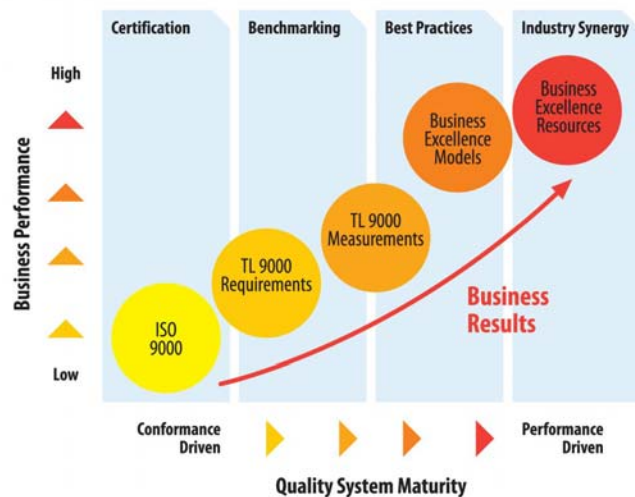 Certification
Benchmarking
Best Practices
Industry Synergy
High
Business Performance
Low
Business
Excellence
Resources
Business
Excellence
Models
TL 9000
Measurements
TL 9000
Requirements
ISO
9000
Business
Results
Conformance
Driven
Performance
Driven
Quality System Maturity